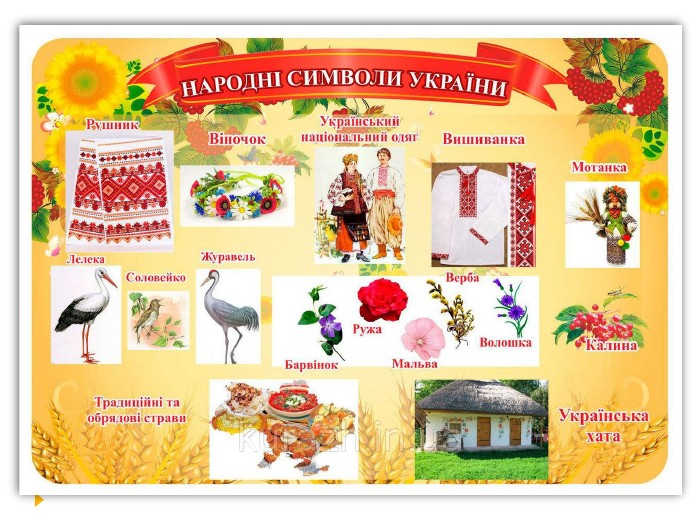 НАРОДНІ СИМВОЛИ УКРАЇНИ
Рушник
Віночок
Український
національний одяг
Вишиванка
Мотанка
Лелека
Соловейко
Журавель
Верба
Ружа
Волошка
Калина
Барвінок
Мальва
Традиційні та
обрядові страви
Українська
хата